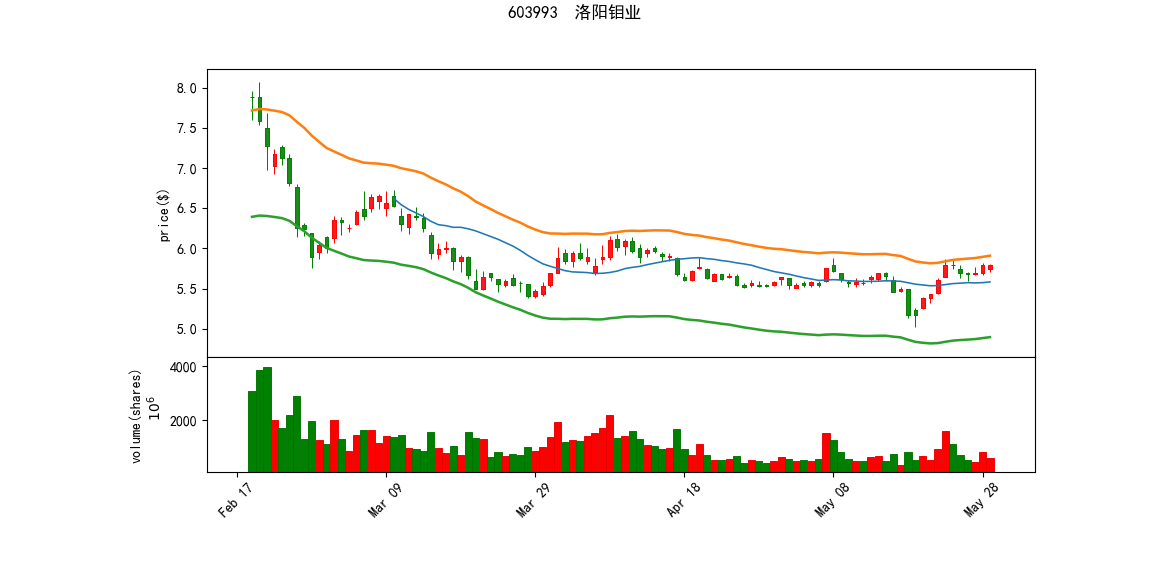 603993  洛阳钼业
price($)
8.0
7.5
7.0
6.5
6.0
5.5
5.0
volume(shares)
10^6
4000
2000
Feb 17
Mar 09
Mar 29
Apr 18
May 08
May 28